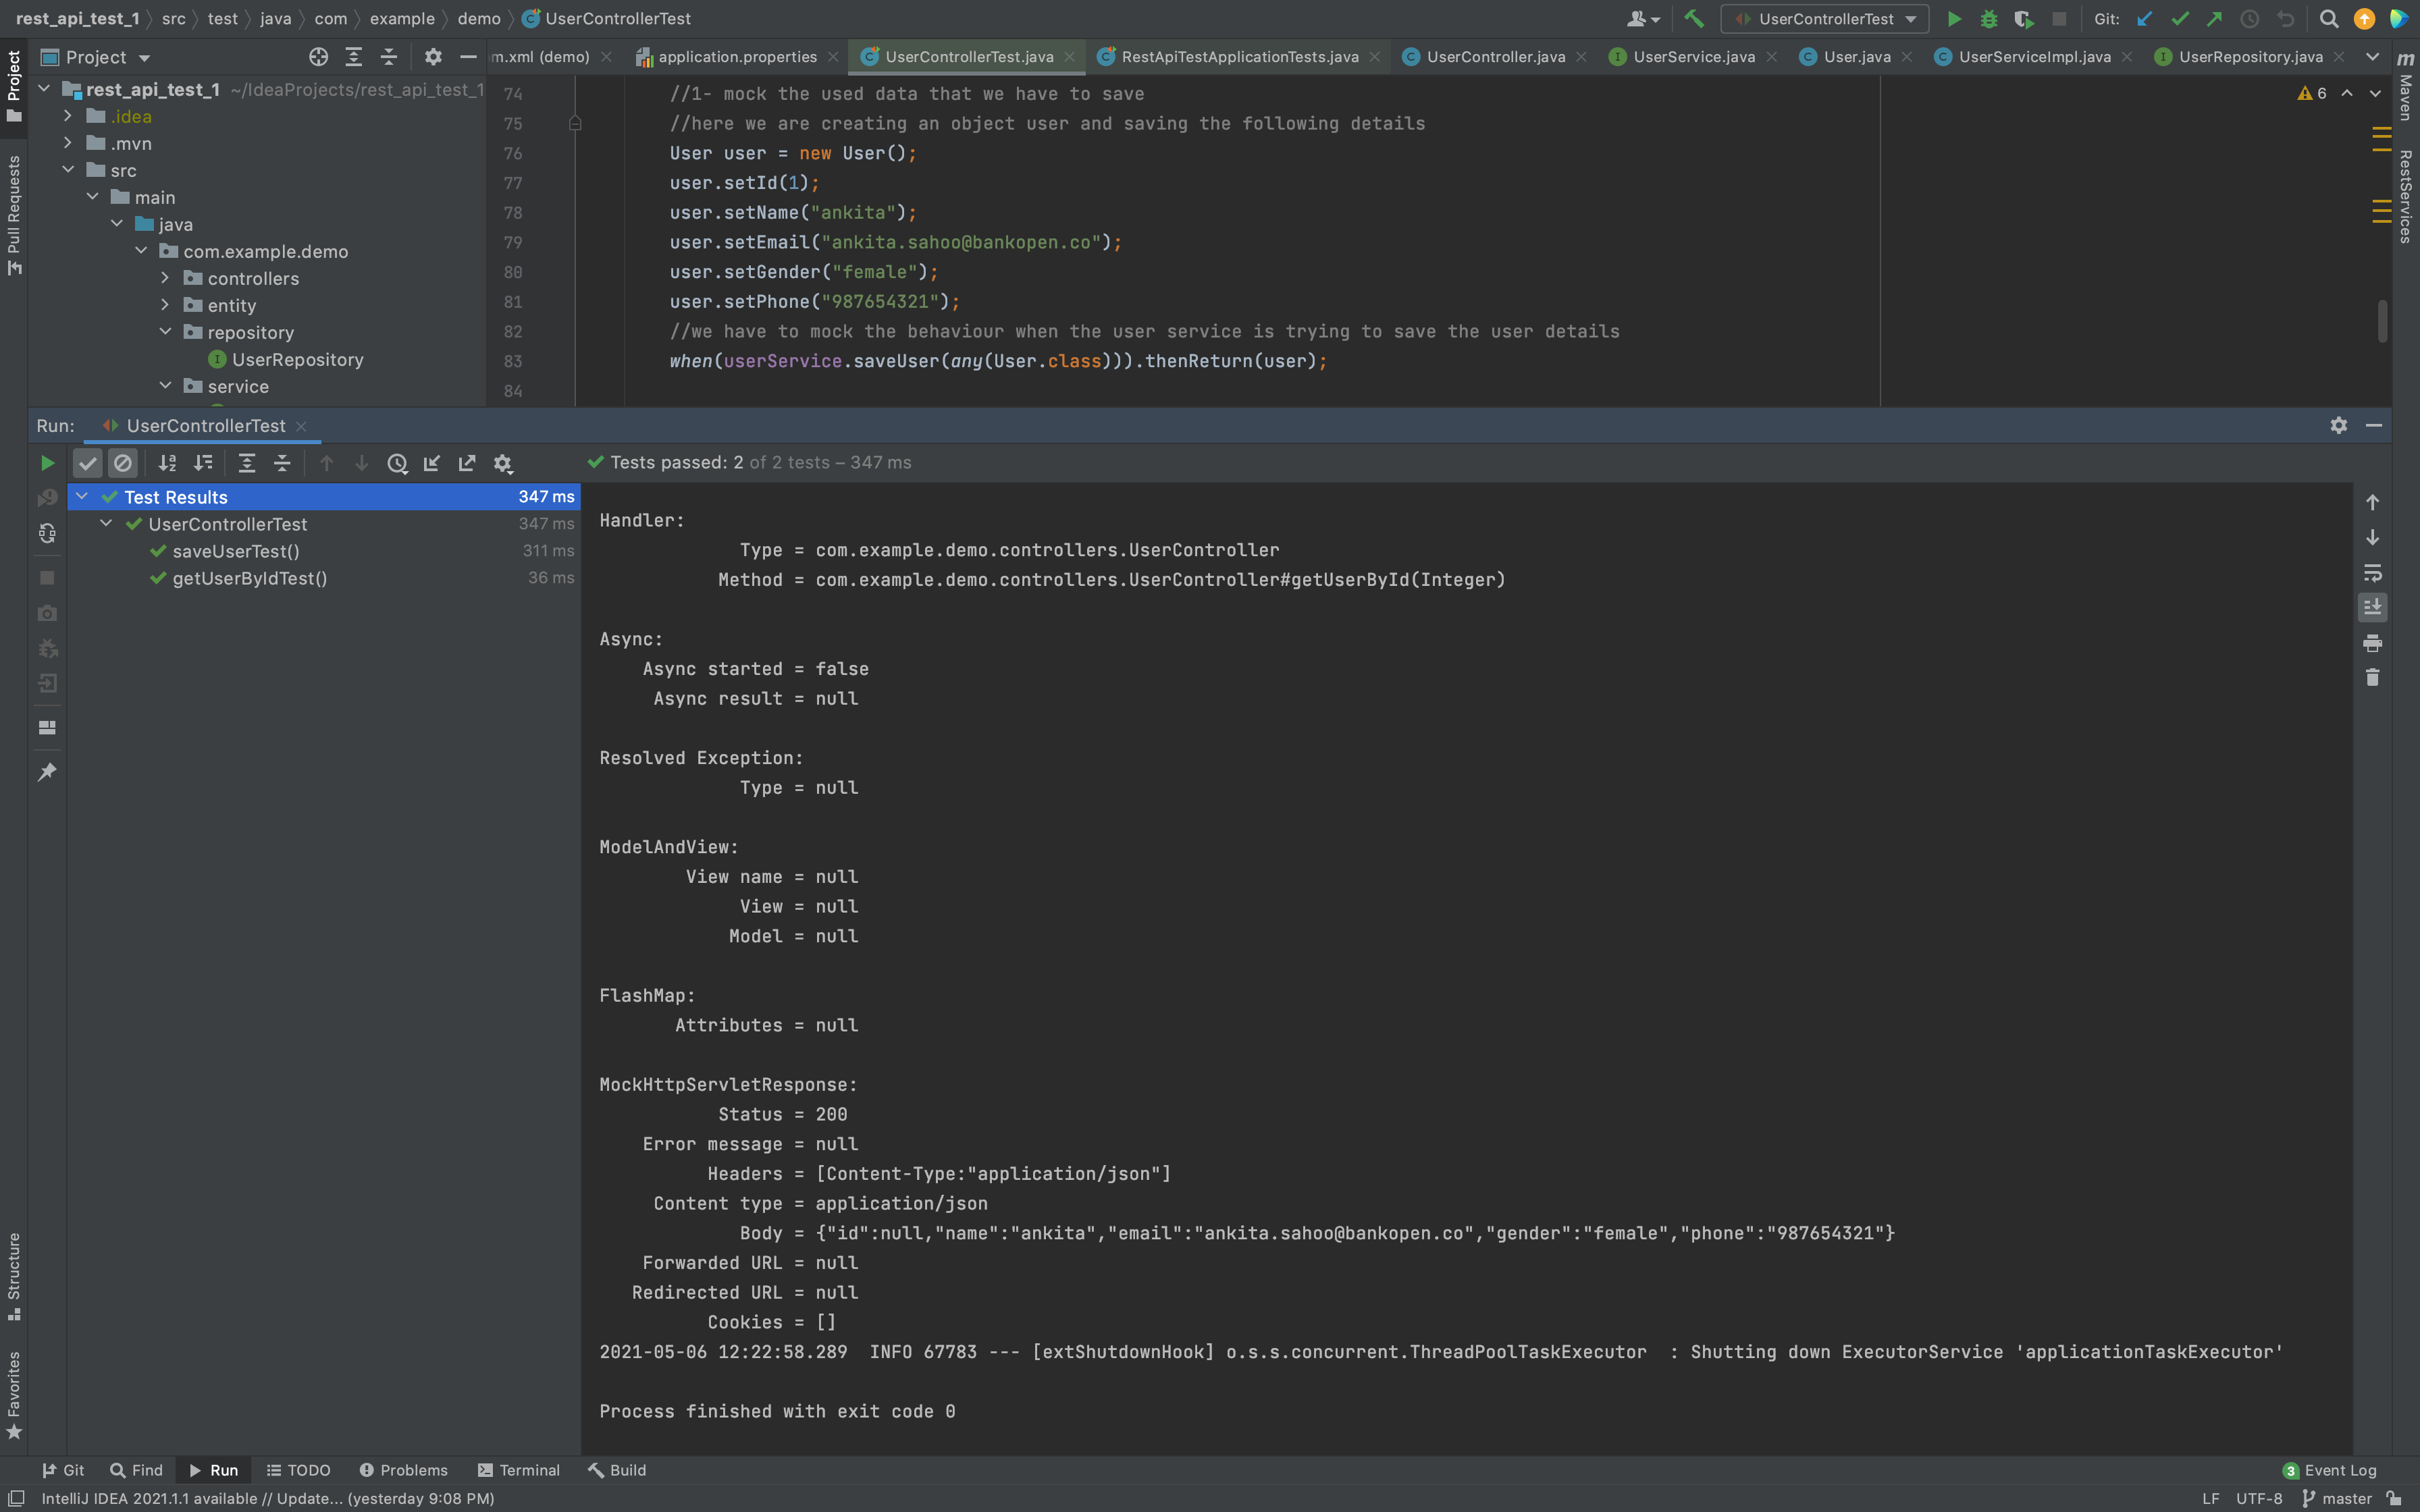 rest_api_test_1 src test java com example demo UserControllerTest
UserControllerTest Git:
Project
m.xml (demo) application.properties UserControllerTest.java RestApiTestApplicationTests.java UserController.java UserService.java User.java UserServiceImpl.java UserRepository.java
Project
Pull Requests
Structure
Favorites
m Maven
RestServices
rest_api_test_1 ~/IdeaProjects/rest_api_test_1
.idea
.mvn
src
main
java
com.example.demo
controllers
entity
repository
UserRepository
service
6
74 //1- mock the used data that we have to save
75 //here we are creating an object user and saving the following details
76 User user = new User();
77 user.setId(1);
78 user.setName("ankita");
79 user.setEmail("ankita.sahoo@bankopen.co");
80 user.setGender("female");
81 user.setPhone("987654321");
82 //we have to mock the behaviour when the user service is trying to save the user details
83 when(userService.saveUser(any(User.class))).thenReturn(user);
84
Run: UserControllerTest
Tests passed: 2 of 2 tests – 347 ms
Test Results 347 ms
UserControllerTest 347 ms
saveUserTest() 311 ms
getUserByIdTest() 36 ms
Handler:
Type = com.example.demo.controllers.UserController
Method = com.example.demo.controllers.UserController#getUserById(Integer)
Async:
Async started = false
Async result = null
Resolved Exception:
Type = null
ModelAndView:
View name = null
View = null
Model = null
FlashMap:
Attributes = null
MockHttpServletResponse:
Status = 200
Error message = null
Headers = [Content-Type:"application/json"]
Content type = application/json
Body = {"id":null,"name":"ankita","email":"ankita.sahoo@bankopen.co","gender":"female","phone":"987654321"}
Forwarded URL = null
Redirected URL = null
Cookies = []
2021-05-06 12:22:58.289  INFO 67783 --- [extShutdownHook] o.s.s.concurrent.ThreadPoolTaskExecutor  : Shutting down ExecutorService 'applicationTaskExecutor'
Process finished with exit code 0
Git Find Run TODO Problems Terminal Build 3 Event Log
IntelliJ IDEA 2021.1.1 available // Update... (yesterday 9:08 PM) LF UTF-8 master